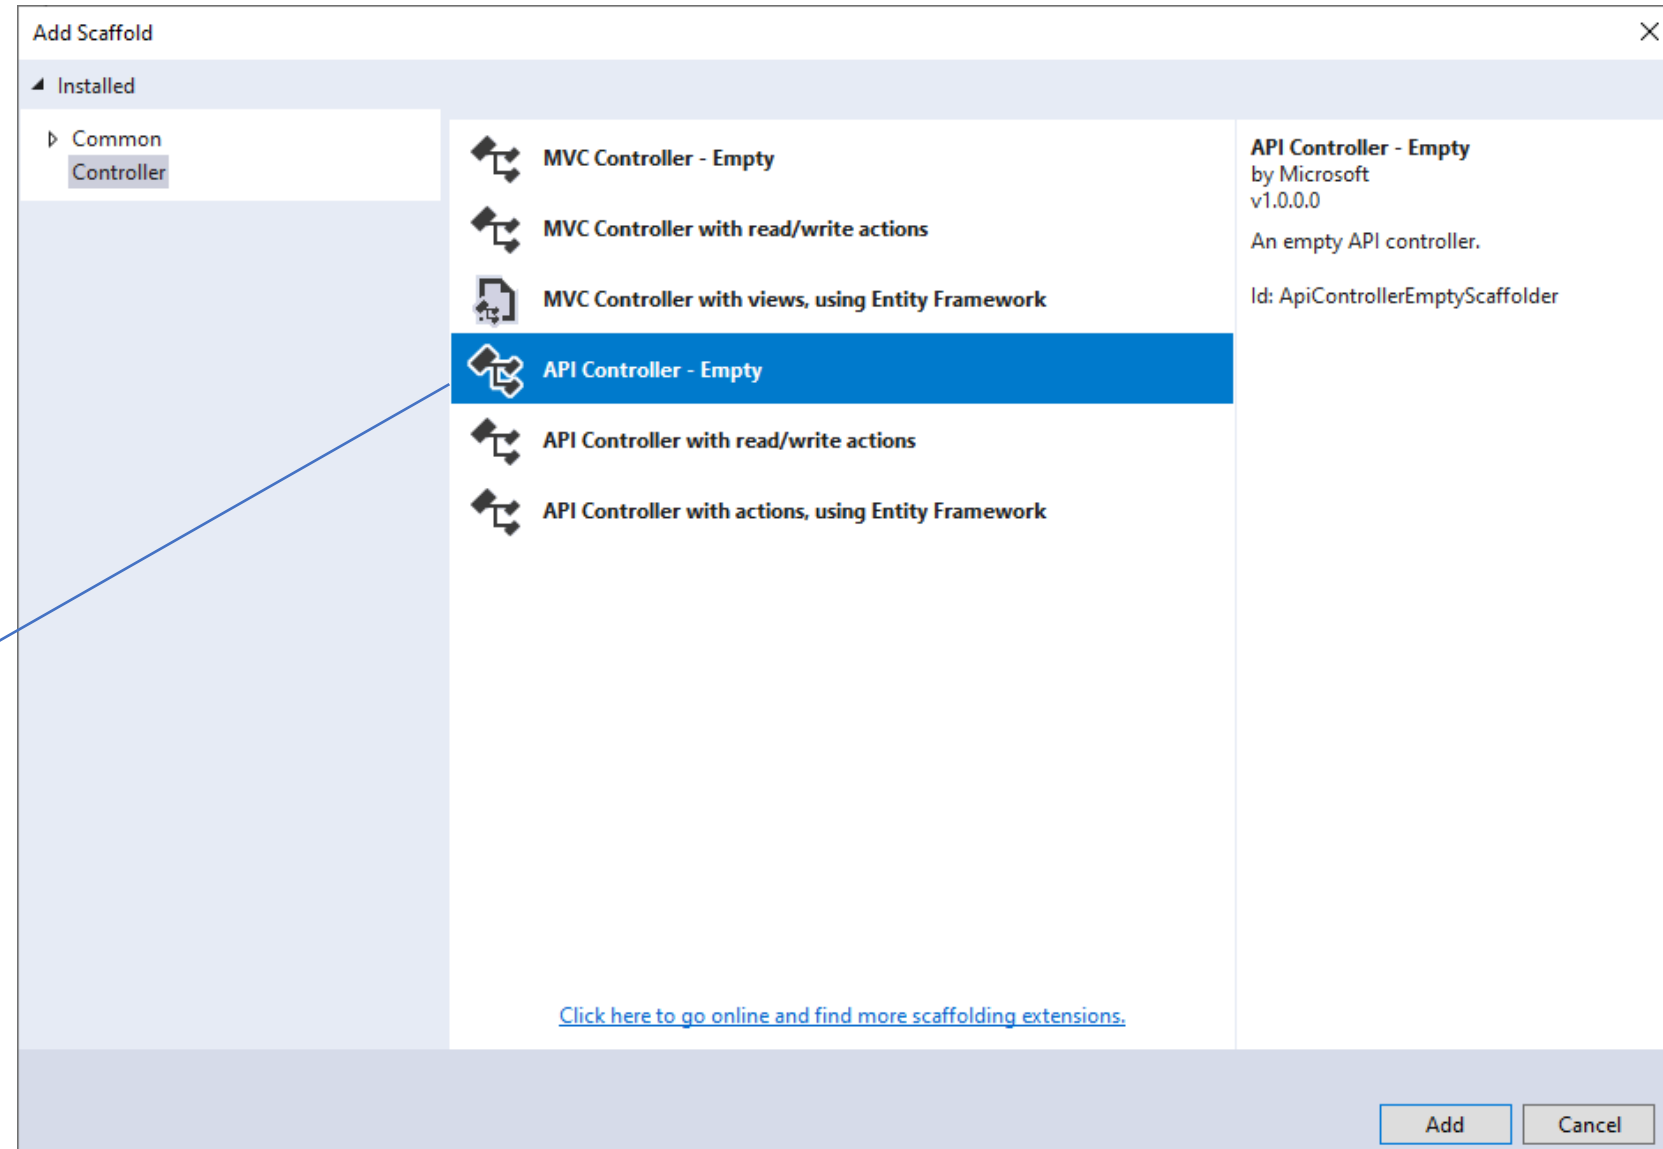 Add Scaffold
Installed
Common
Controller
MVC Controller - Empty
MVC Controller with read/write actions
MVC Controller with views, using Entity Framework
API Controller - Empty
API Controller with read/write actions
API Controller with actions, using Entity Framework
Click here to go online and find more scaffolding extensions.
API Controller - Empty
by Microsoft
v1.0.0.0
An empty API controller.
Id: ApiControllerEmptyScaffolder
Add
Cancel